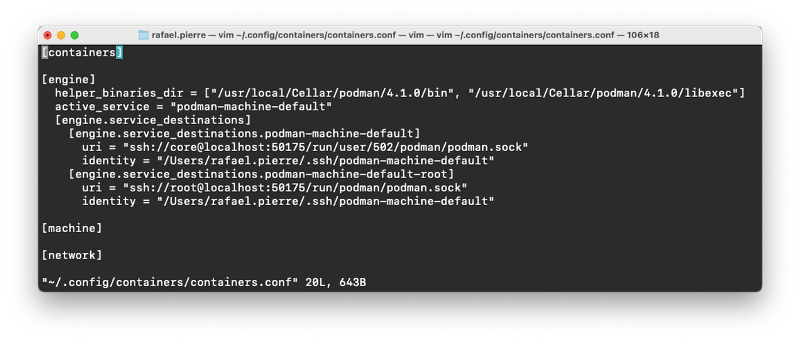 rafael.pierre — vim ~/.config/containers/containers.conf — vim — vim ~/.config/containers/containers.conf — 106×18
[containers]
[engine]
helper_binaries_dir = ["/usr/local/Cellar/podman/4.1.0/bin", "/usr/local/Cellar/podman/4.1.0/libexec"]
active_service = "podman-machine-default"
[engine.service_destinations]
[engine.service_destinations.podman-machine-default]
uri = "ssh://core@localhost:50175/run/user/502/podman/podman.sock"
identity = "/Users/rafael.pierre/.ssh/podman-machine-default"
[engine.service_destinations.podman-machine-default-root]
uri = "ssh://root@localhost:50175/run/podman/podman.sock"
identity = "/Users/rafael.pierre/.ssh/podman-machine-default"
[machine]
[network]
"~/.config/containers/containers.conf" 20L, 643B